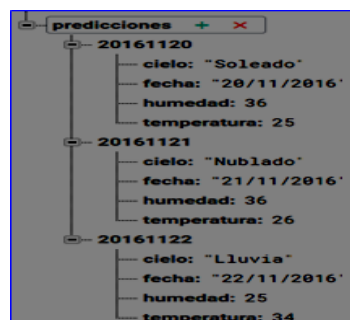 predicciones + ×
20161120
cielo: "Soleado"
fecha: "20/11/2016"
humedad: 36
temperatura: 25
20161121
cielo: "Nublado"
fecha: "21/11/2016"
humedad: 36
temperatura: 26
20161122
cielo: "Lluvia"
fecha: "22/11/2016"
humedad: 25
temperatura: 34